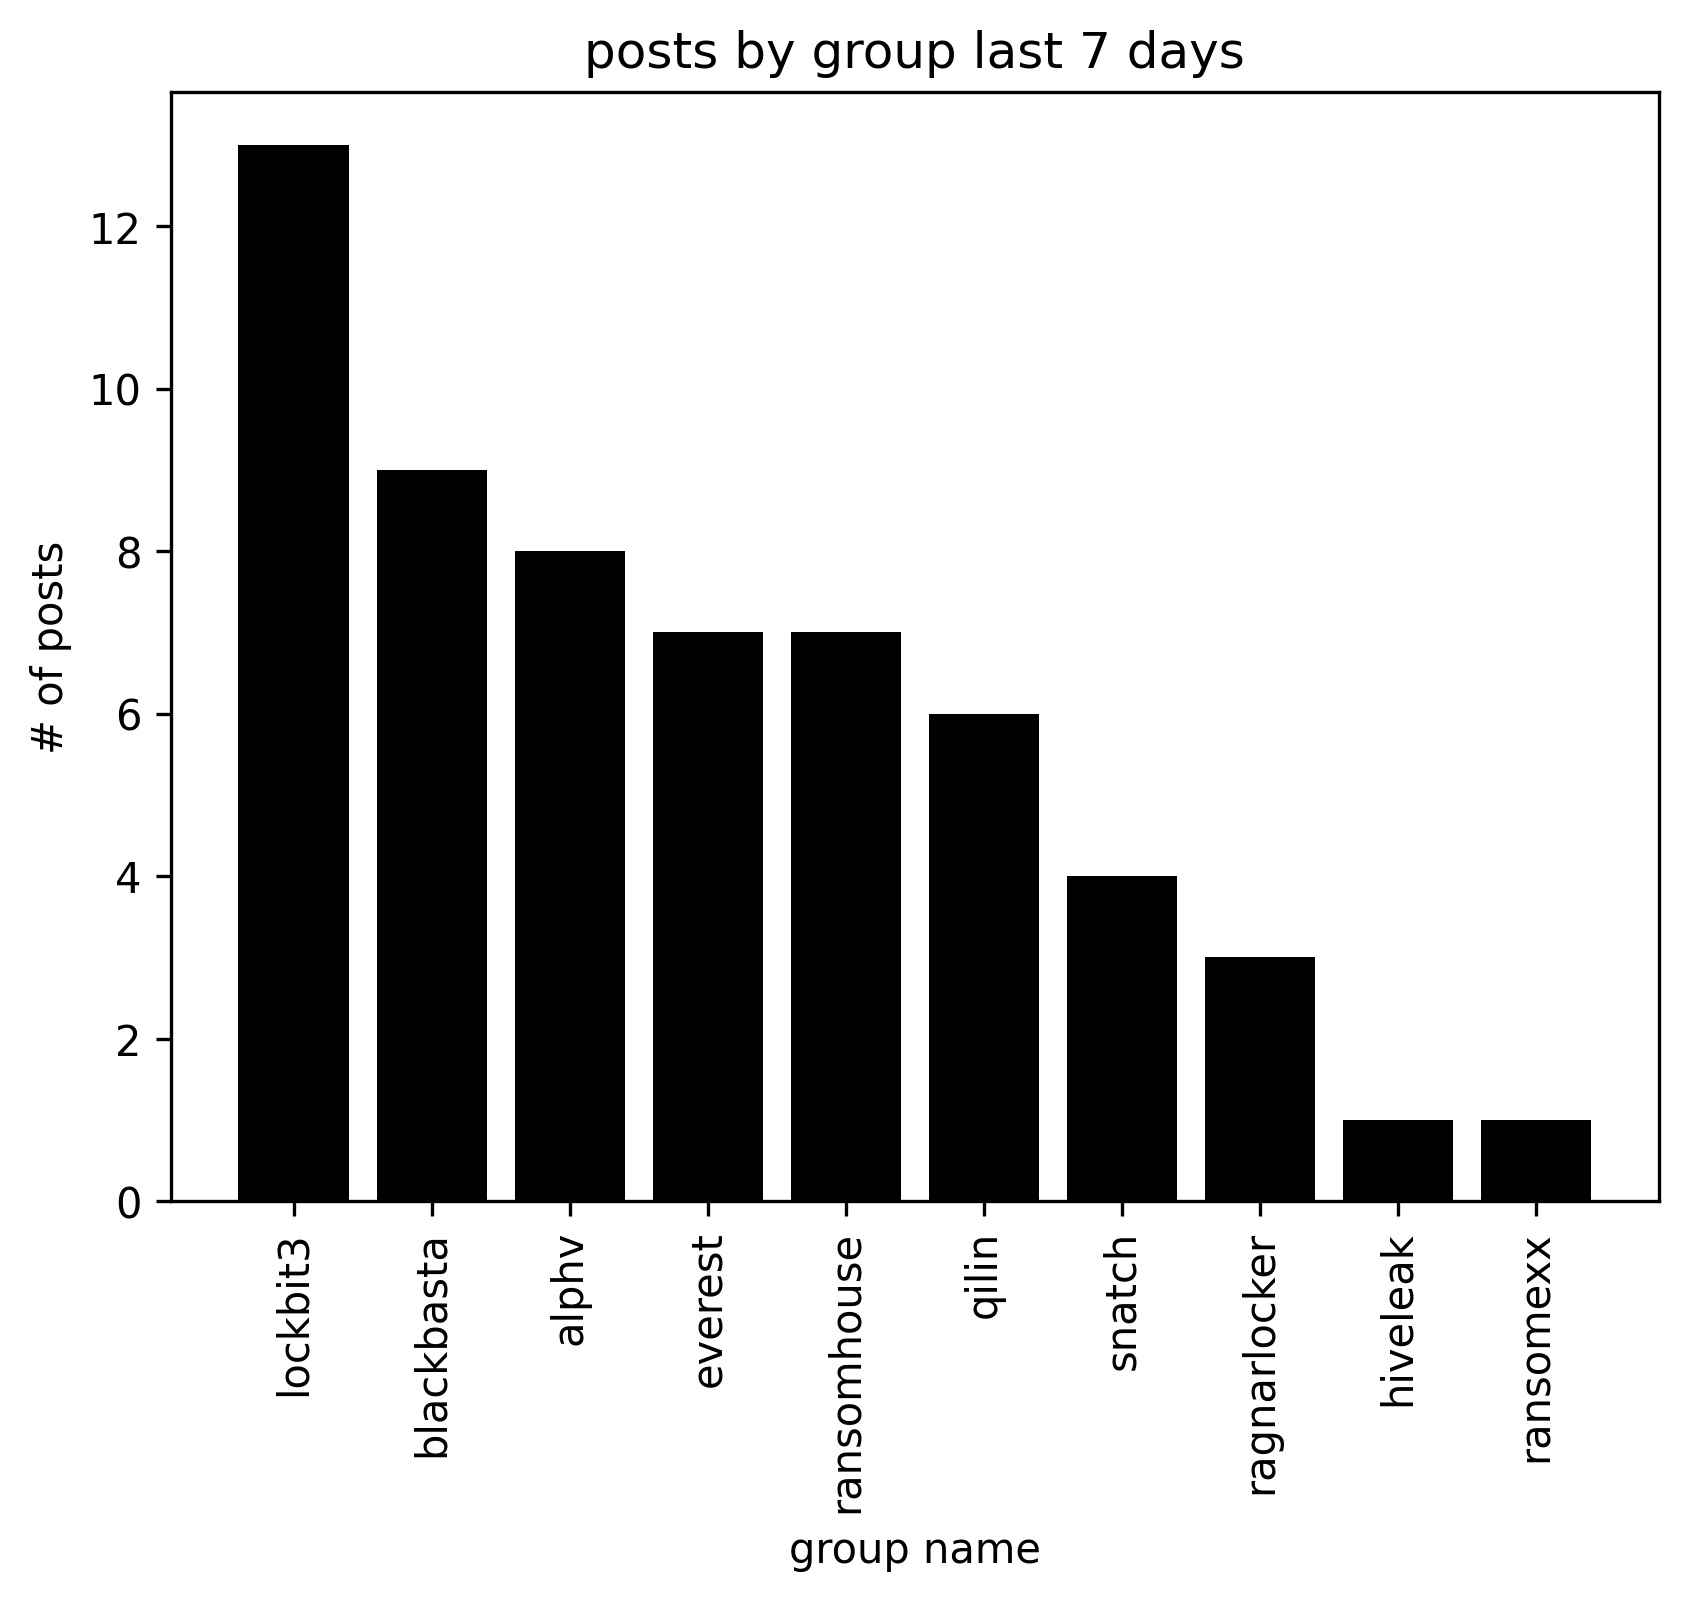 posts by group last 7 days
# of posts
12
10
8
6
4
2
0
lockbit3
blackbasta
alphv
everest
ransomhouse
qilin
snatch
ragnarlocker
hiveleak
ransomexx
group name